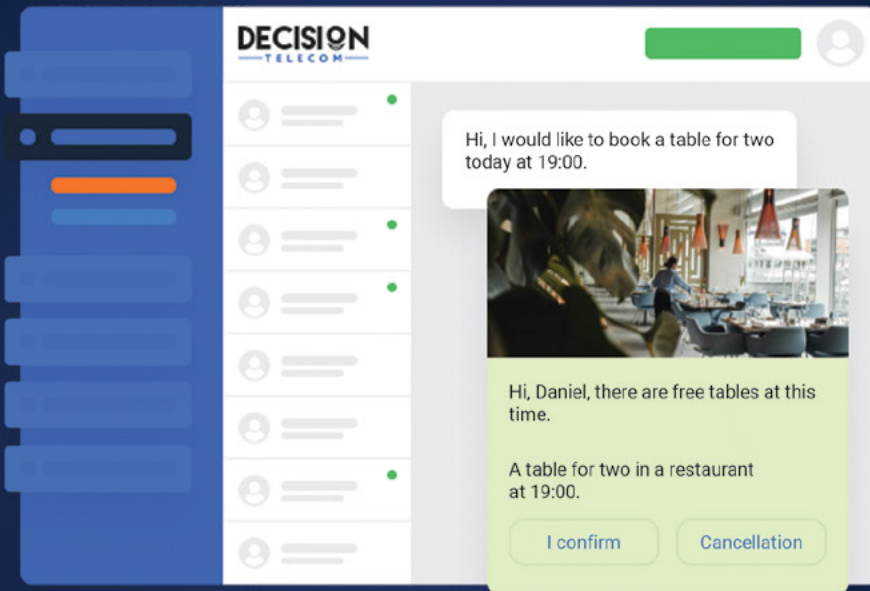 DECISION
TELECOM
Hi, I would like to book a table for two
today at 19:00.
Hi, Daniel, there are free tables at this
time.
A table for two in a restaurant
at 19:00.
I confirm
Cancellation